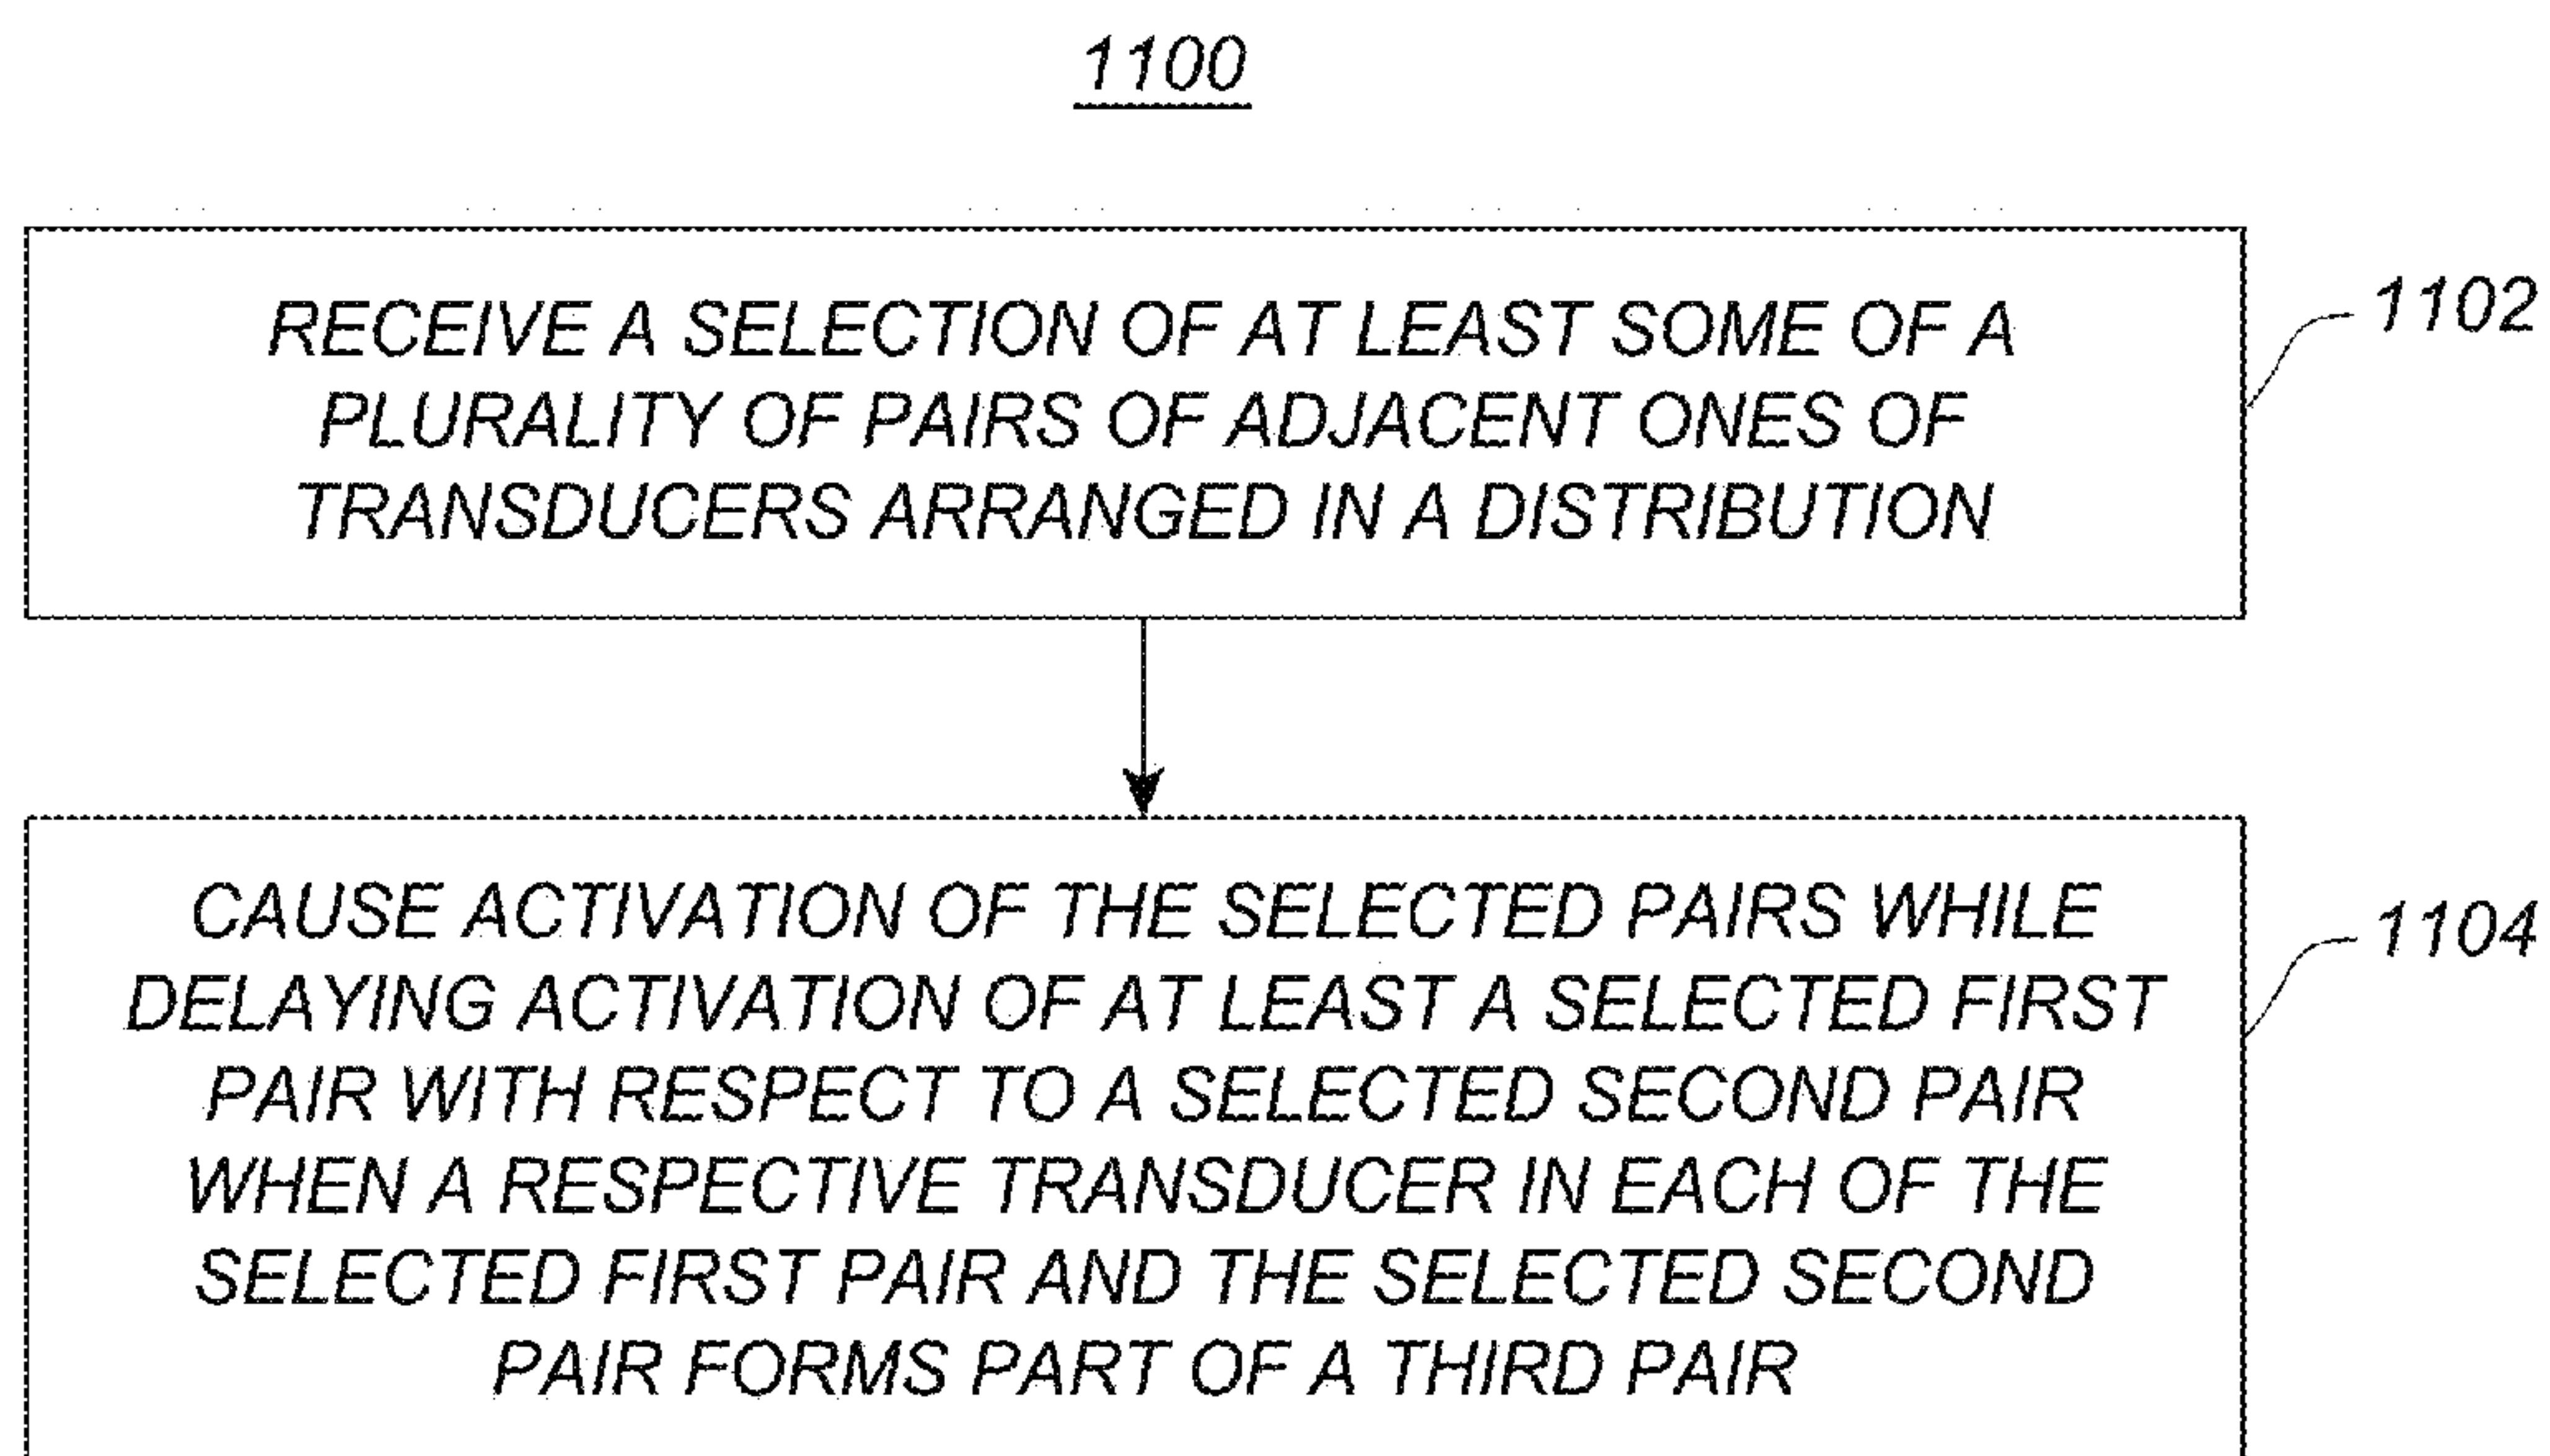 1100
RECEIVE A SELECTION OF AT LEAST SOME OF A
1102
PLURALITY OF PAIRS OF ADJACENT ONES OF
TRANSDUCERS ARRANGED IN A DISTRIBUTION
CAUSE ACTIVATION OF THE SELECTED PAIRS WHILE
1104
DELAYING ACTIVATION OF AT LEAST A SELECTED FIRST
PAIR WITH RESPECT TO A SELECTED SECOND PAIR
WHEN A RESPECTIVE TRANSDUCER IN EACH OF THE
SELECTED FIRST PAIR AND THE SELECTED SECOND
PAIR FORMS PART OF A THIRD PAIR